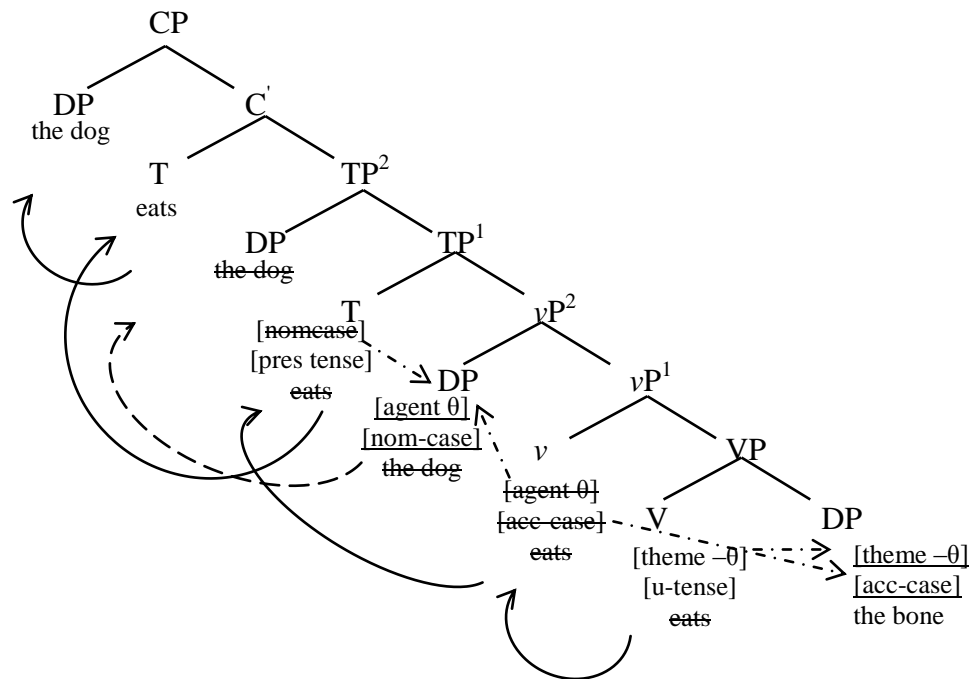 CP
DP C'
the dog
T TP²
eats
DP TP¹
the dog
T vP²
[nomcase]
[pres tense] DP vP¹
eats
[agent θ]
[nom-case] v VP
the dog
[agent θ]
[acc-case] V DP
eats
[theme –θ] [theme –θ]
[u-tense] [acc-case]
eats the bone